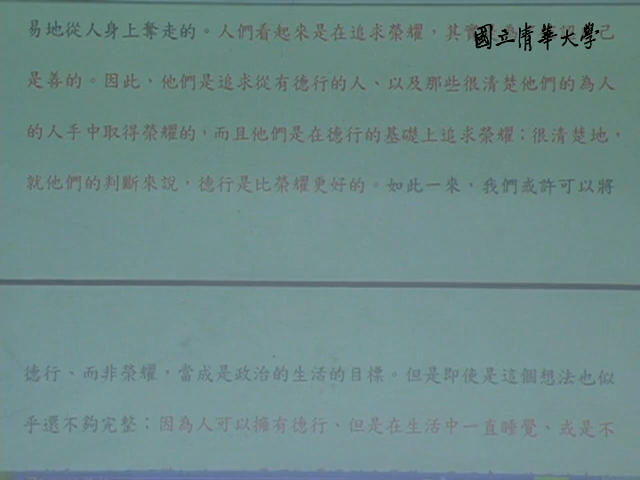 易地從人身上奪走的。人們看起來是在追求榮耀，其實
國立清華大學
是善的。因此，他們是追求從有德行的人、以及那些很清楚他們的為人
的人手中取得榮耀的，而且他們是在德行的基礎上追求榮耀；很清楚地，
就他們的判斷來說，德行是比榮耀更好的。如此一來，我們或許可以將
德行、而非榮耀，當成是政治的生活的目標。但是即使是這個想法也似
乎還不夠完整；因為人可以擁有德行、但是在生活中一直睡覺、或是不